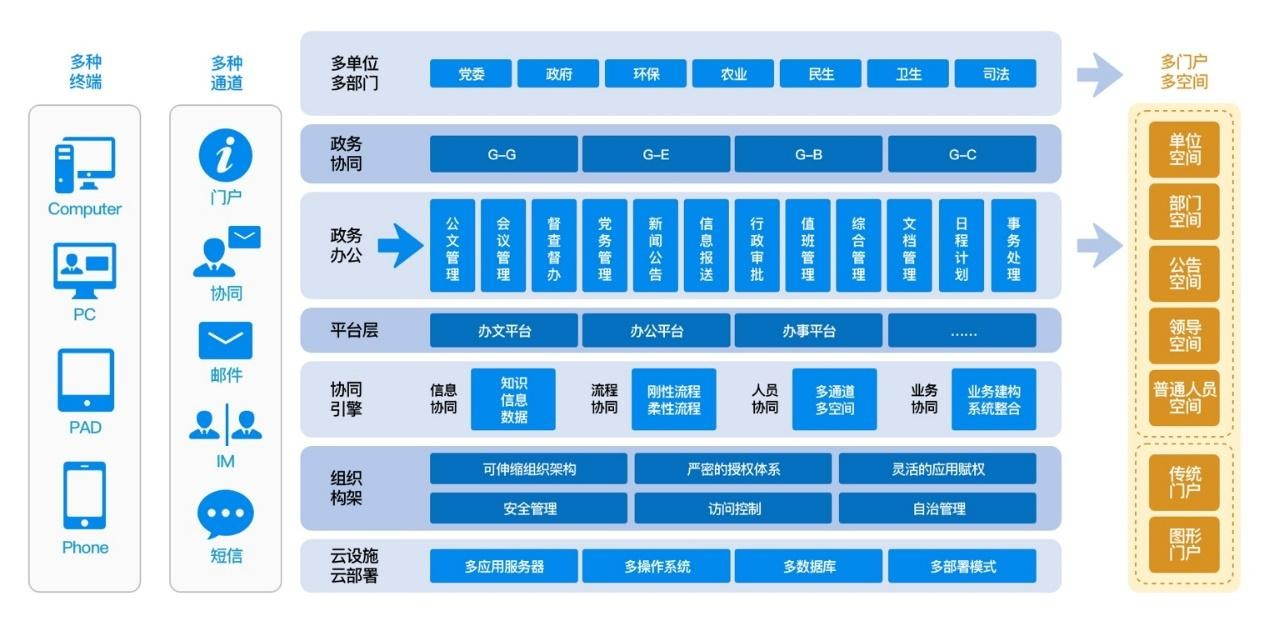 多种
终端
Computer
PC
PAD
Phone
多种
通道
门户
协同
邮件
IM
短信
多单位
多部门
党委
政府
环保
农业
民生
卫生
司法
政务
协同
G–G
G–E
G–B
G–C
政务
办公
公文管理
会议管理
督查督办
党务管理
新闻公告
信息报送
行政审批
值班管理
综合管理
文档管理
日程计划
事务处理
平台层
办文平台
办公平台
办事平台
……
协同
引擎
信息
协同
知识
信息
数据
流程
协同
刚性流程
柔性流程
人员
协同
多通道
多空间
业务
协同
业务建构
系统整合
组织
构架
可伸缩组织架构
严密的授权体系
灵活的应用赋权
安全管理
访问控制
自治管理
云设施
云部署
多应用服务器
多操作系统
多数据库
多部署模式
多门户
多空间
单位
空间
部门
空间
公告
空间
领导
空间
普通人员
空间
传统
门户
图形
门户